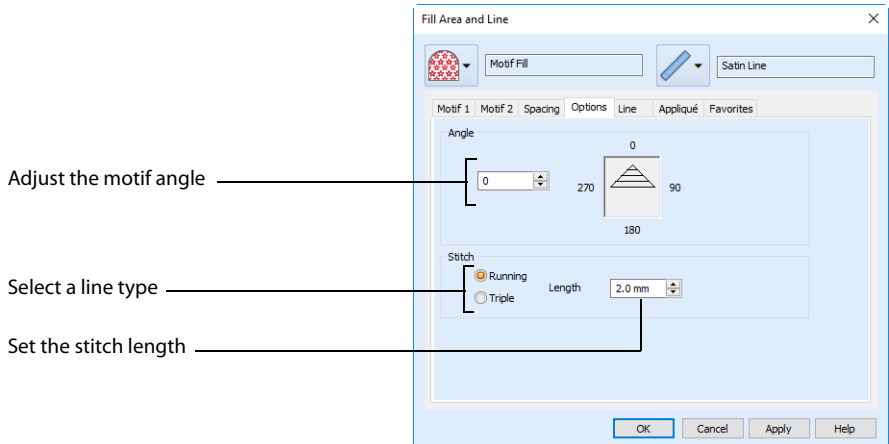 Fill Area and Line
Motif Fill
Satin Line
Motif 1 Motif 2 Spacing Options Line Appliqué Favorites
Angle
0
Adjust the motif angle
0
270
90
180
Stitch
Running
Select a line type
Length
2.0 mm
Triple
Set the stitch length
OK Cancel Apply Help